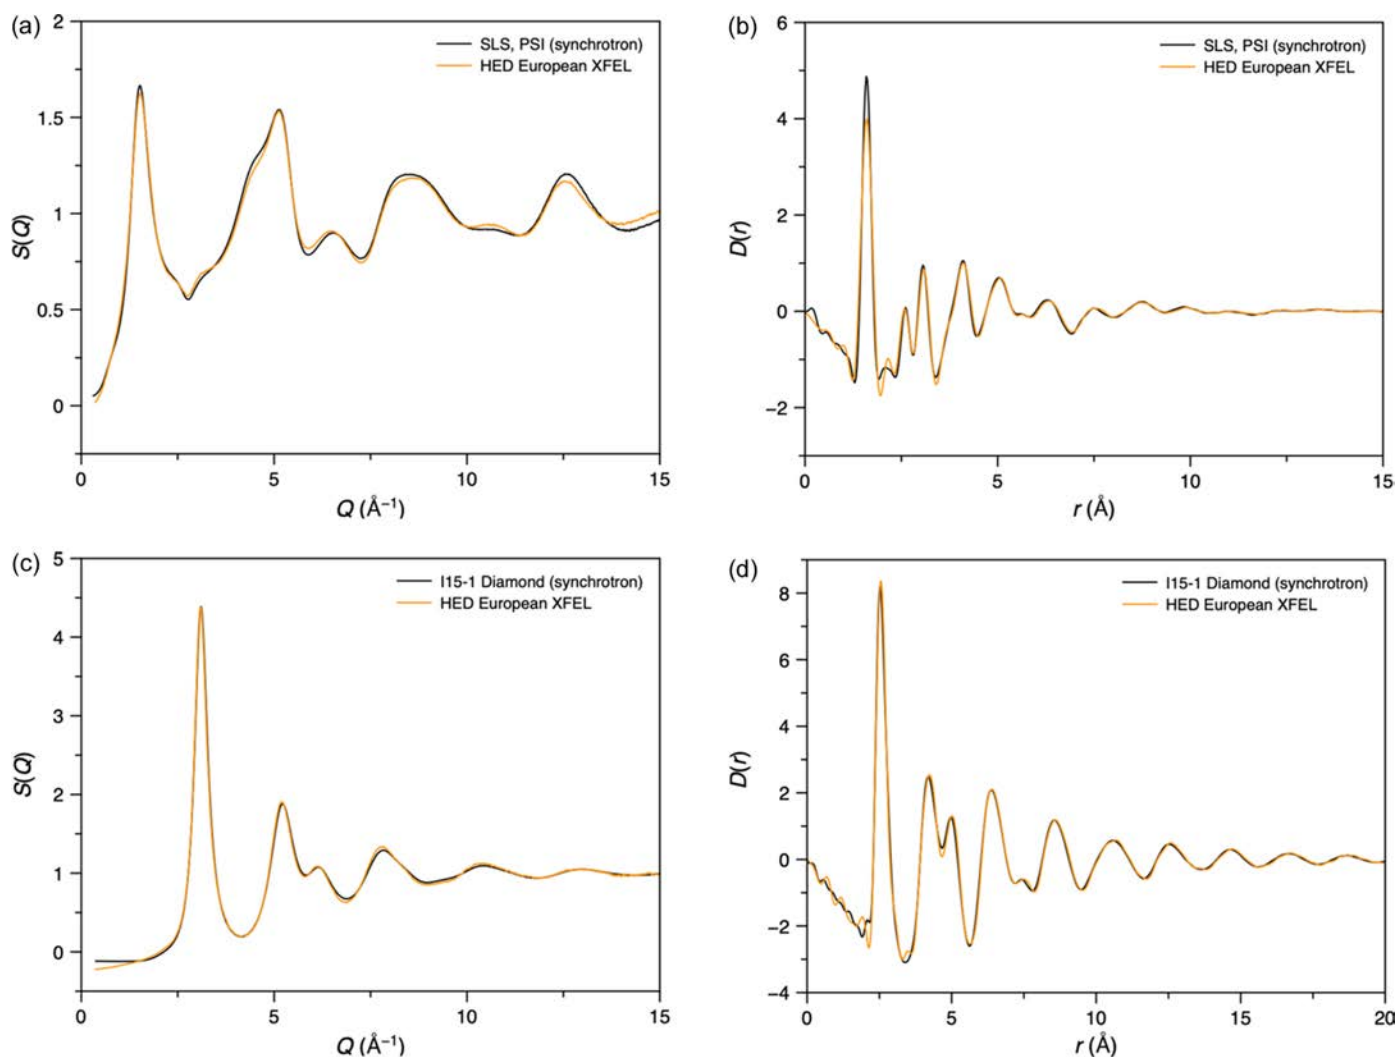 (a)
2
1.5
1
0.5
0
S(Q)
SLS, PSI (synchrotron)
HED European XFEL
0
5
10
15
Q (Å⁻¹)
(b)
6
4
2
0
−2
D(r)
SLS, PSI (synchrotron)
HED European XFEL
0
5
10
15
r (Å)
(c)
5
4
3
2
1
0
S(Q)
I15-1 Diamond (synchrotron)
HED European XFEL
0
5
10
15
Q (Å⁻¹)
(d)
8
6
4
2
0
−2
−4
D(r)
I15-1 Diamond (synchrotron)
HED European XFEL
0
5
10
15
20
r (Å)